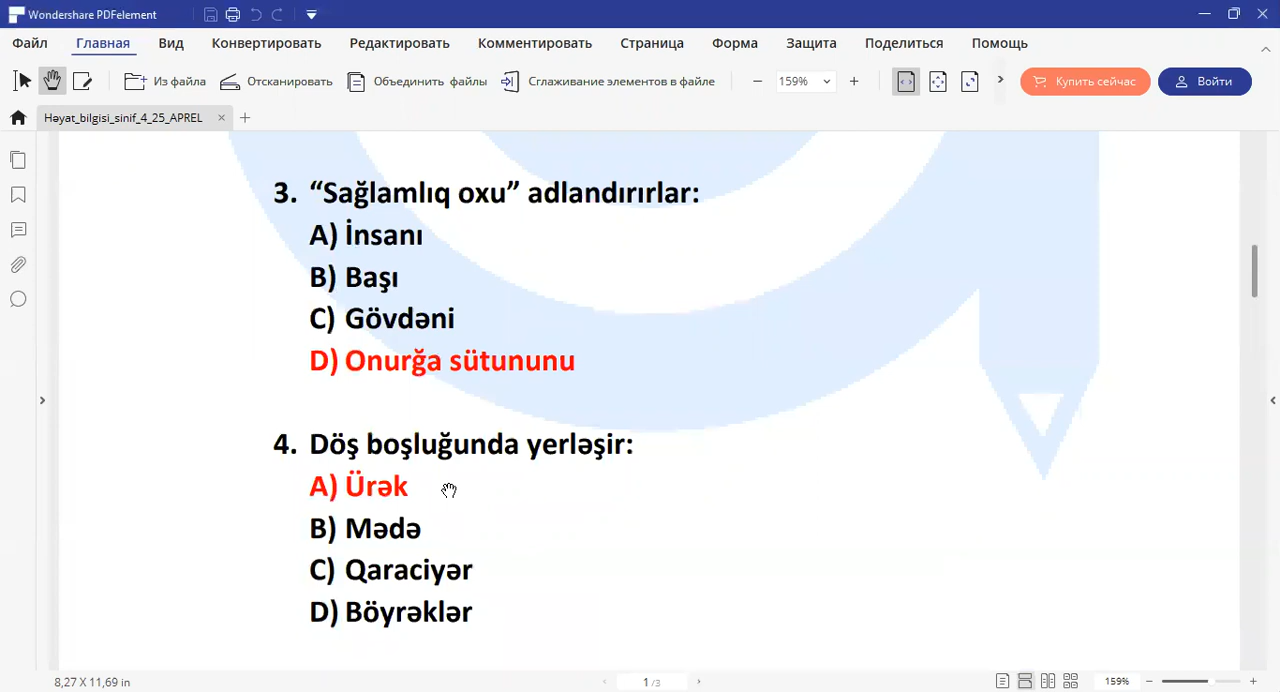 Wondershare PDFelement
Файл Главная Вид Конвертировать Редактировать Комментировать Страница Форма Защита Поделиться Помощь
Из файла Отсканировать Объединить файлы Сглаживание элементов в файле 159% Купить сейчас Войти
Həyat_bilgisi_sinif_4_25_APREL
3. “Sağlamlıq oxu” adlandırırlar:
A) İnsanı
B) Başı
C) Gövdəni
D) Onurğa sütununu
4. Döş boşluğunda yerləşir:
A) Ürək
B) Mədə
C) Qaraciyər
D) Böyrəklər
8,27 X 11,69 in 1 /3 159%